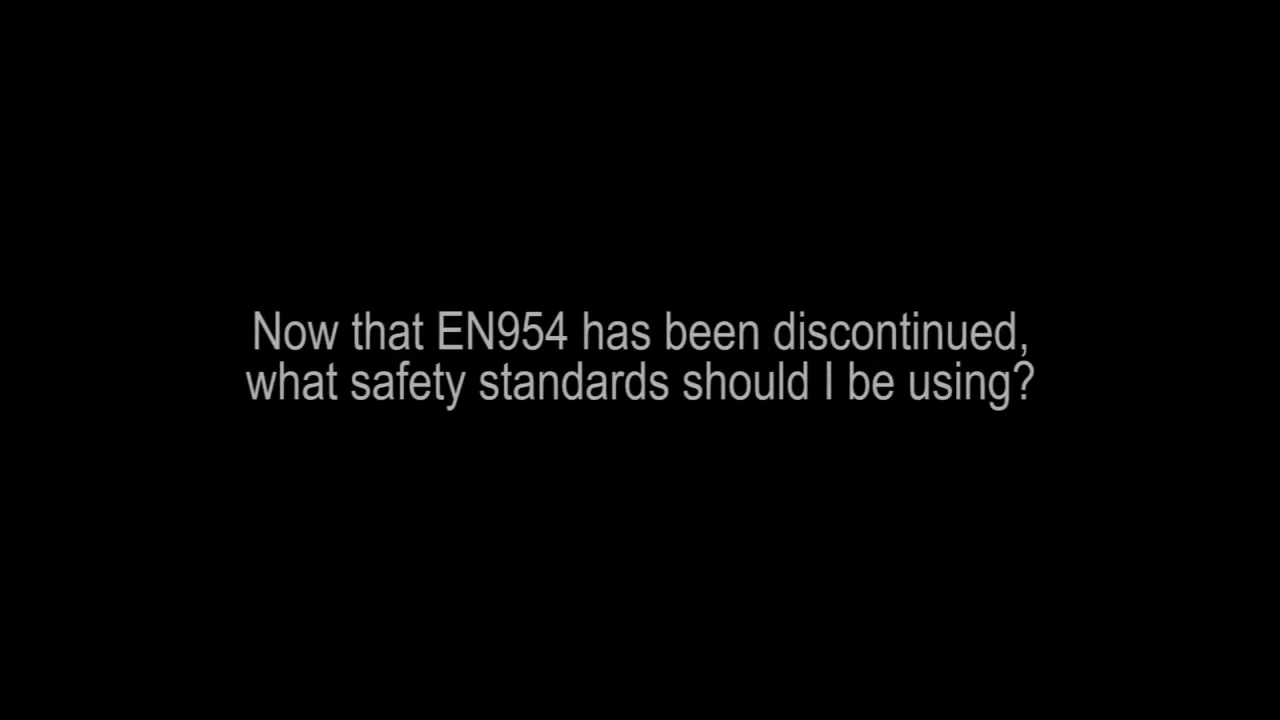 Now that EN954 has been discontinued,
what safety standards should I be using?